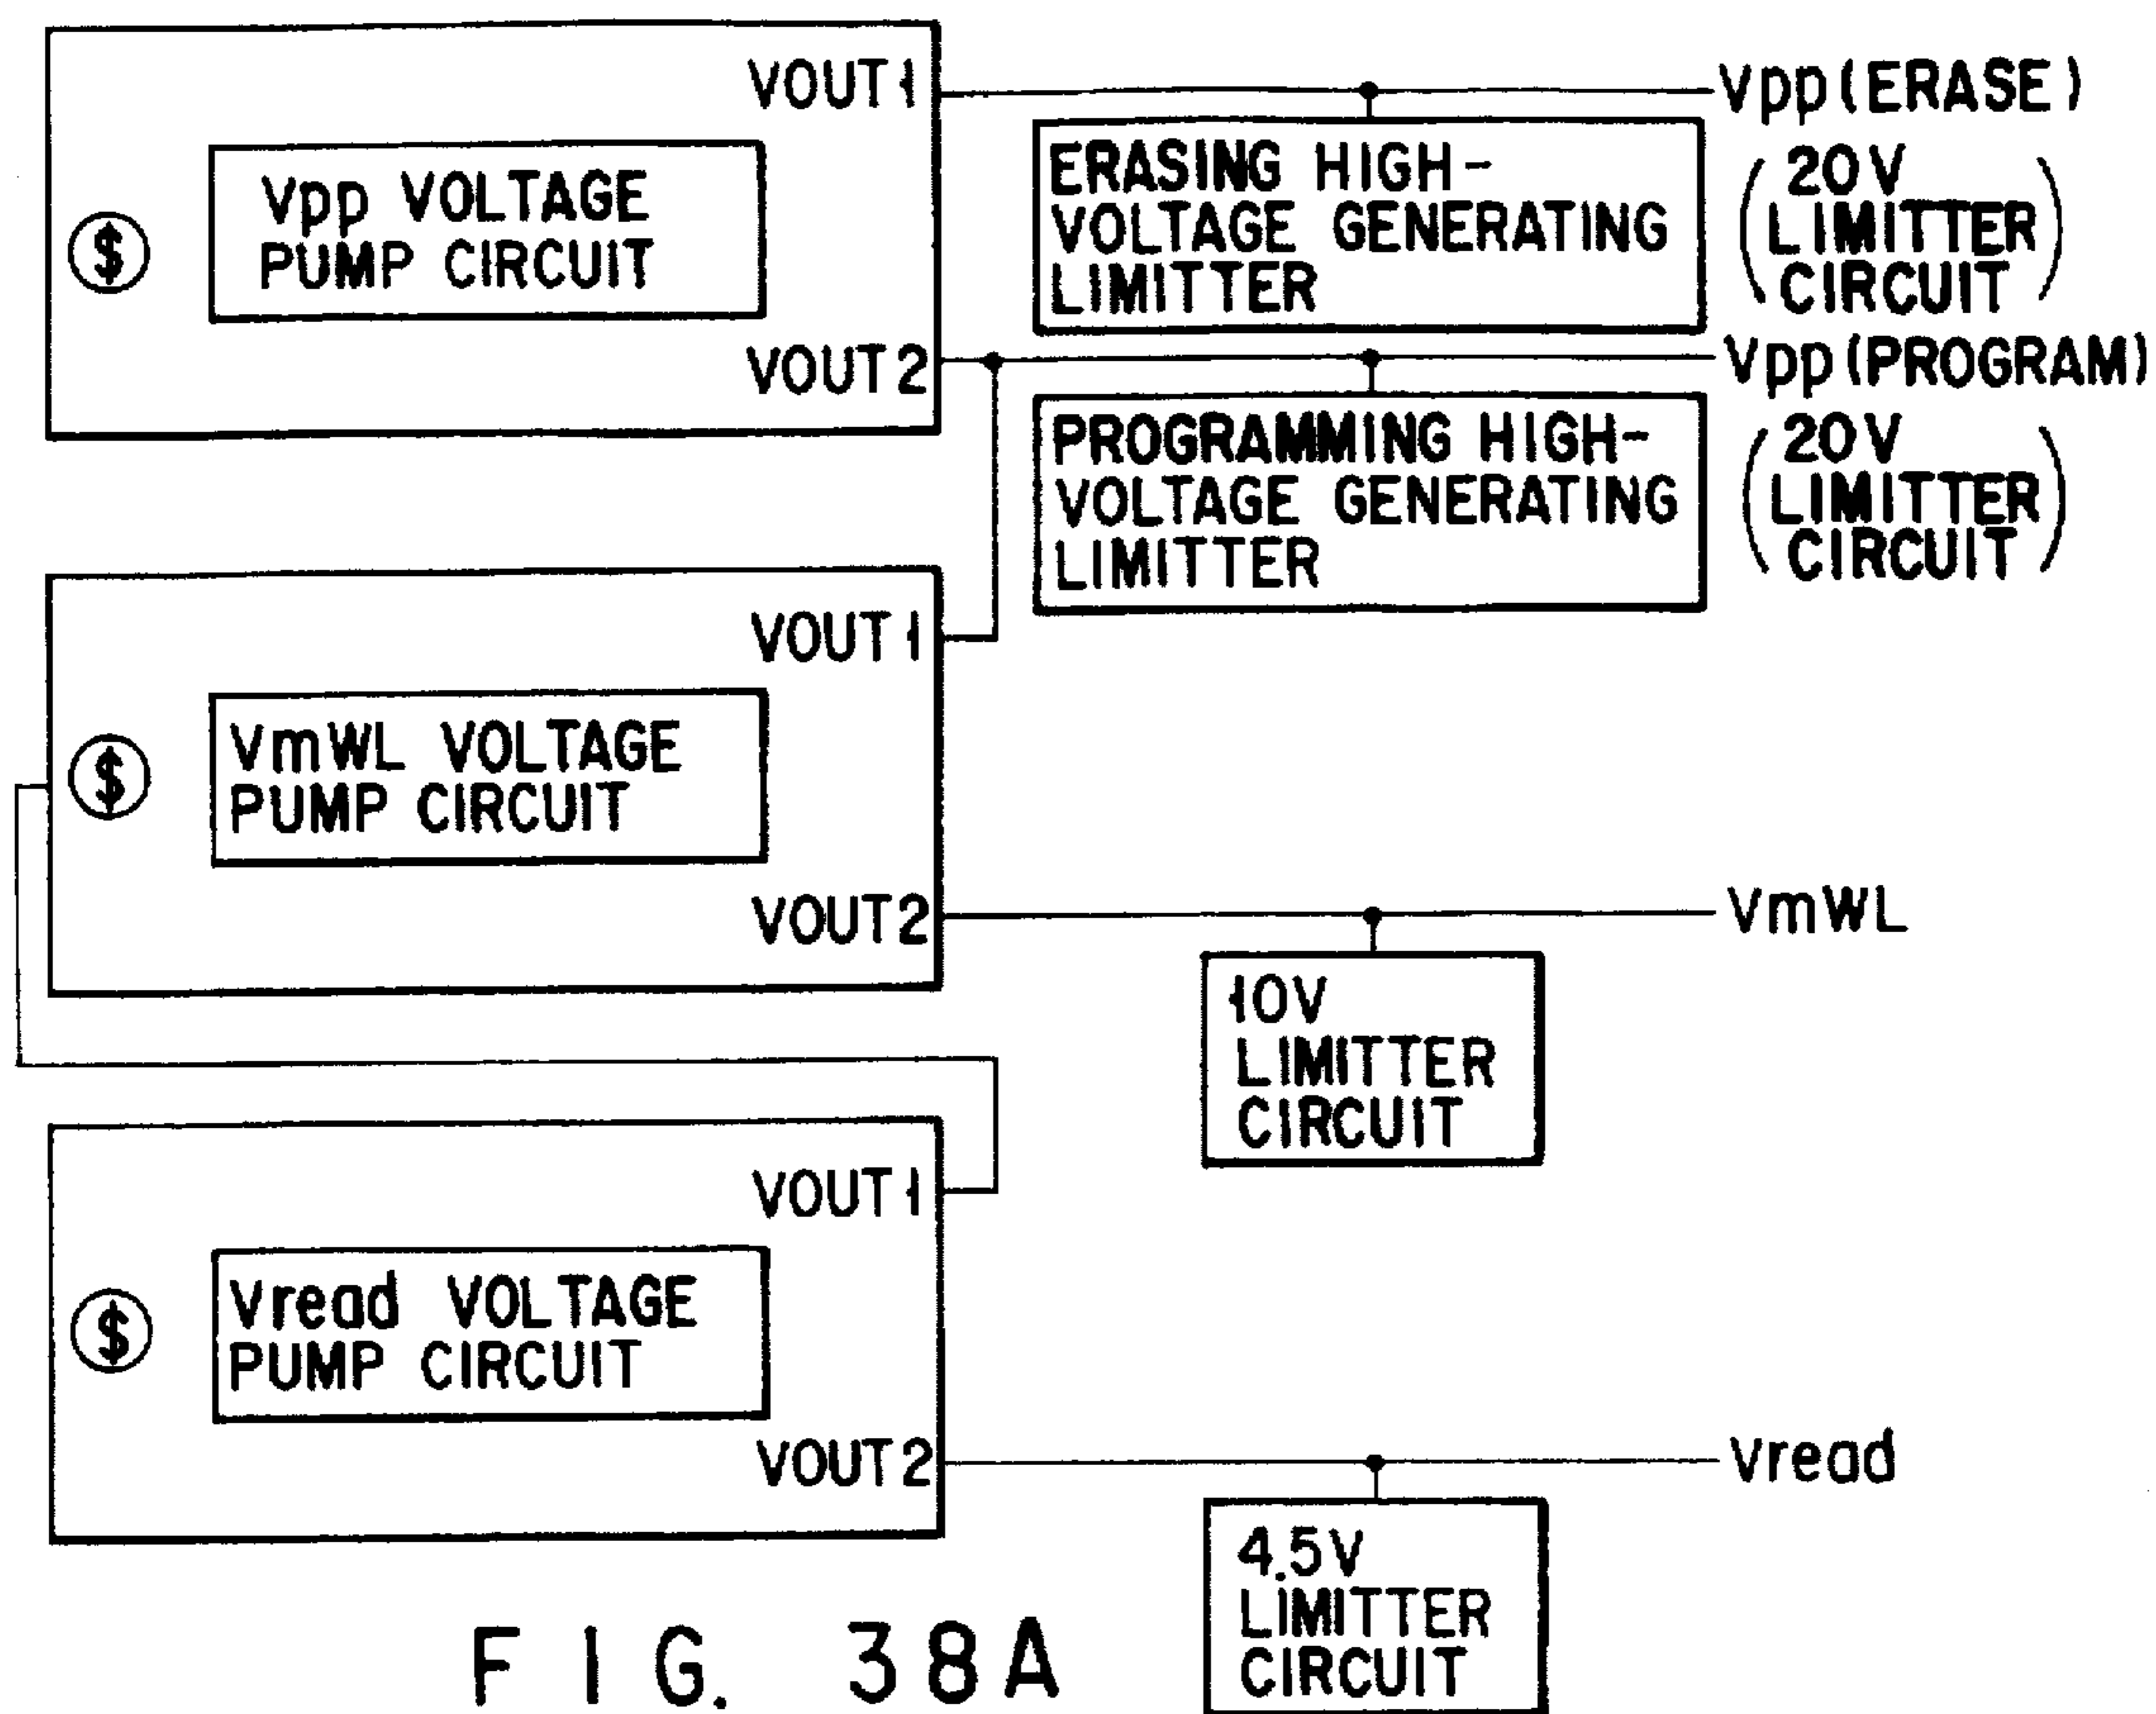 VOUT1
Vpp VOLTAGE
PUMP CIRCUIT
$
VOUT2
Vpp(ERASE)
ERASING HIGH-
VOLTAGE GENERATING
LIMITTER
(20V
LIMITTER
CIRCUIT)
Vpp(PROGRAM)
PROGRAMMING HIGH-
VOLTAGE GENERATING
LIMITTER
(20V
LIMITTER
CIRCUIT)
VOUT1
$
VmWL VOLTAGE
PUMP CIRCUIT
VOUT2
VmWL
10V
LIMITTER
CIRCUIT
VOUT1
$
Vread VOLTAGE
PUMP CIRCUIT
VOUT2
Vread
4.5V
LIMITTER
CIRCUIT
FIG. 38A